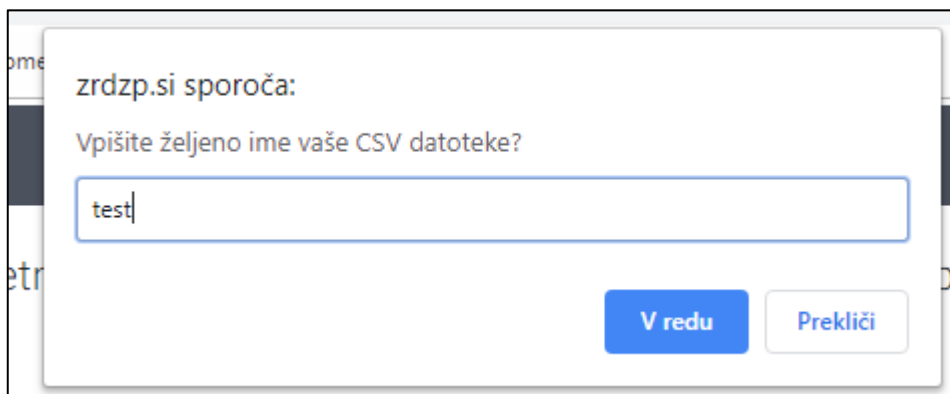 zrdzp.si sporoča:
Vpišite željeno ime vaše CSV datoteke?
test
V redu
Prekliči